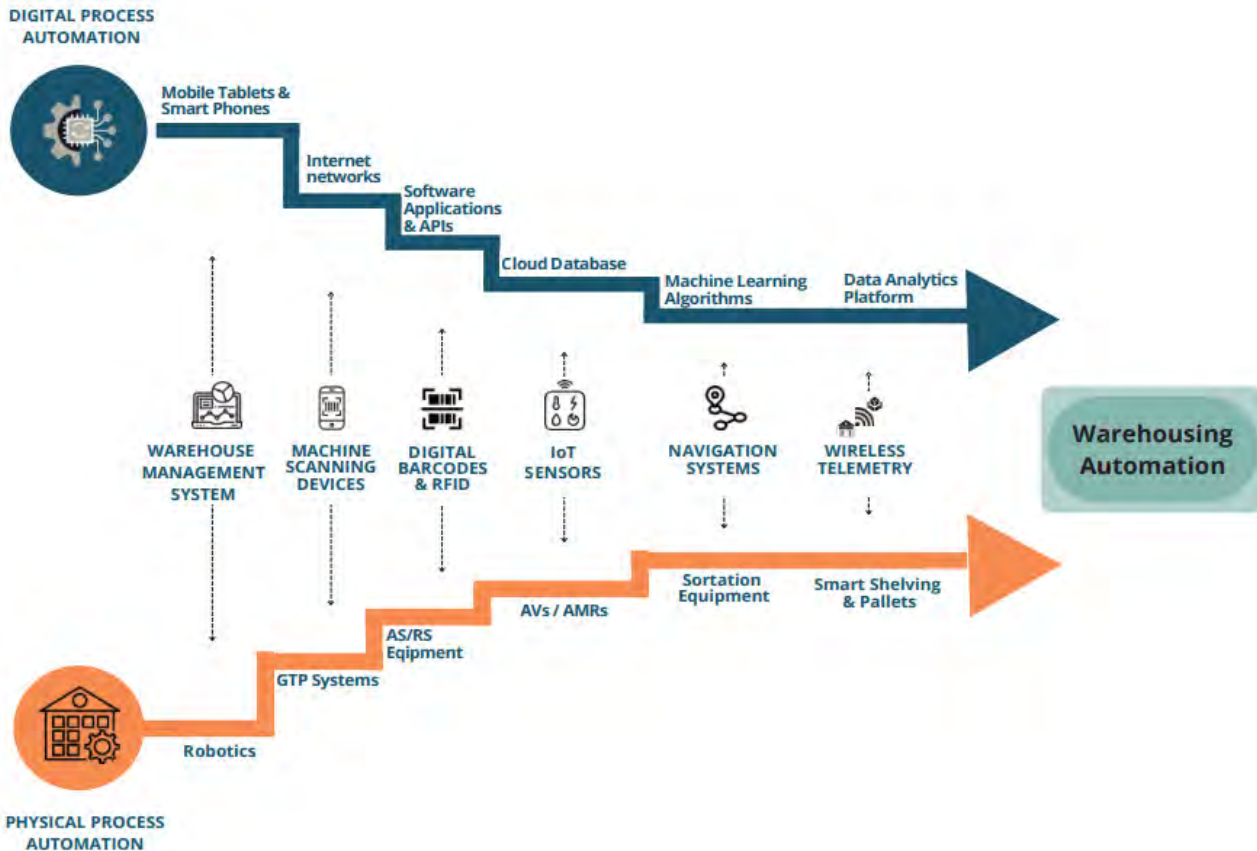 DIGITAL PROCESS
AUTOMATION
Mobile Tablets &
Smart Phones
Internet
networks
Software
Applications
& APIs
Cloud Database
Machine Learning
Algorithms
Data Analytics
Platform
WAREHOUSE
MANAGEMENT
SYSTEM
MACHINE
SCANNING
DEVICES
DIGITAL
BARCODES
& RFID
IoT
SENSORS
NAVIGATION
SYSTEMS
WIRELESS
TELEMETRY
Warehousing
Automation
Robotics
GTP Systems
AS/RS
Eqipment
AVs / AMRs
Sortation
Equipment
Smart Shelving
& Pallets
PHYSICAL PROCESS
AUTOMATION